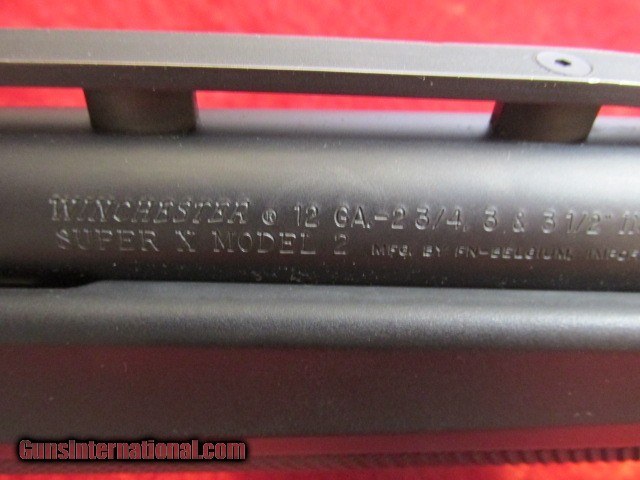 WINCHESTER ® 12 GA.-2 3/4, 3 & 3 1/2"
SUPER X MODEL 2 MFG. BY FN-BELGIUM,
GunsInternational.com